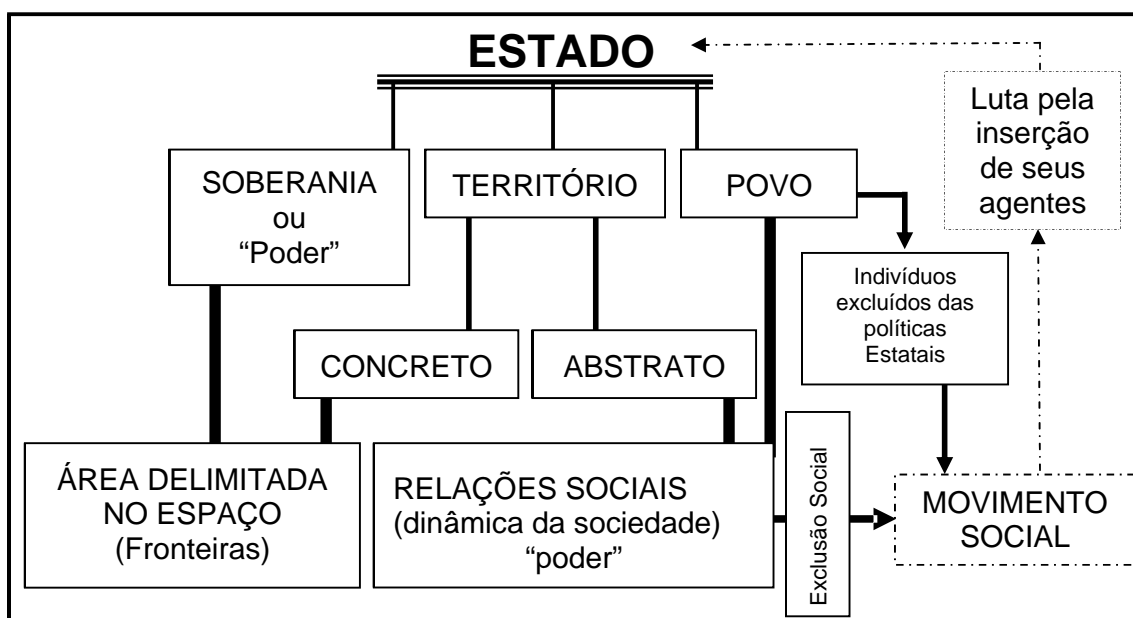 ESTADO
Luta pela
inserção
de seus
agentes
SOBERANIA
ou
“Poder”
TERRITÓRIO
POVO
Indivíduos
excluídos das
políticas
Estatais
CONCRETO
ABSTRATO
ÁREA DELIMITADA
NO ESPAÇO
(Fronteiras)
RELAÇÕES SOCIAIS
(dinâmica da sociedade)
“poder”
Exclusão Social
MOVIMENTO
SOCIAL